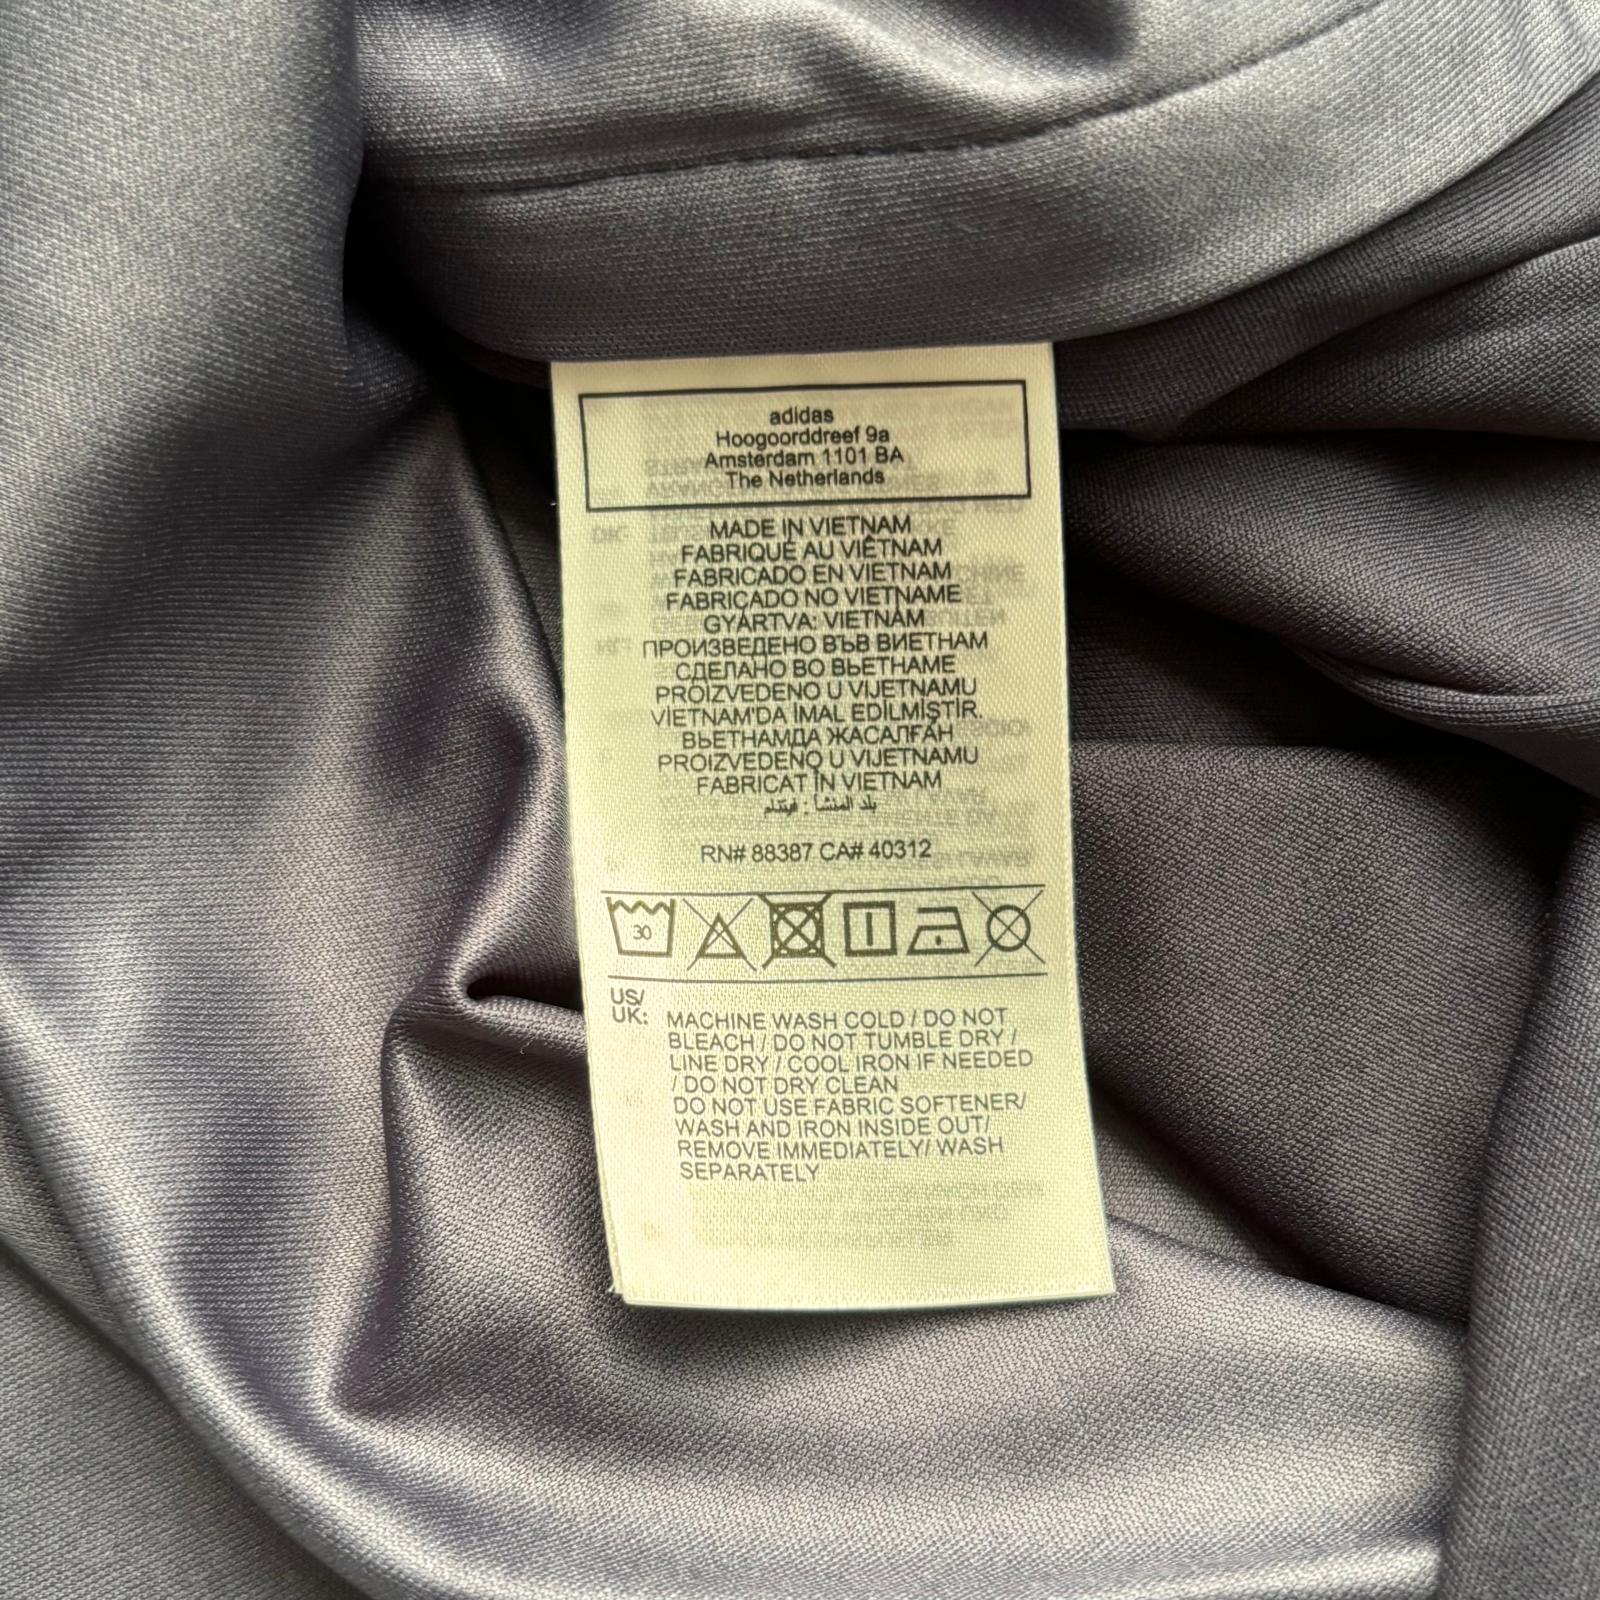 adidas
Hoogoorddreef 9a
Amsterdam 1101 BA
The Netherlands
MADE IN VIETNAM
FABRIQUÉ AU VIÊTNAM
FABRICADO EN VIETNAM
FABRICADO NO VIETNAME
GYÁRTVA: VIETNÁM
ПРОИЗВЕДЕНО ВЪВ ВИЕТНАМ
СДЕЛАНО ВО ВЬЕТНАМЕ
PROIZVEDENO U VIJETNAMU
VİETNAM'DA İMAL EDİLMİŞTİR.
ВЬЕТНАМДА ЖАСАЛҒАН
PROIZVEDENO U VIJETNAMU
FABRICAT ÎN VIETNAM
بلد المنشأ : فيتنام
RN# 88387 CA# 40312
30
US/
UK:
MACHINE WASH COLD / DO NOT
BLEACH / DO NOT TUMBLE DRY /
LINE DRY / COOL IRON IF NEEDED
/ DO NOT DRY CLEAN
DO NOT USE FABRIC SOFTENER/
WASH AND IRON INSIDE OUT/
REMOVE IMMEDIATELY/ WASH
SEPARATELY